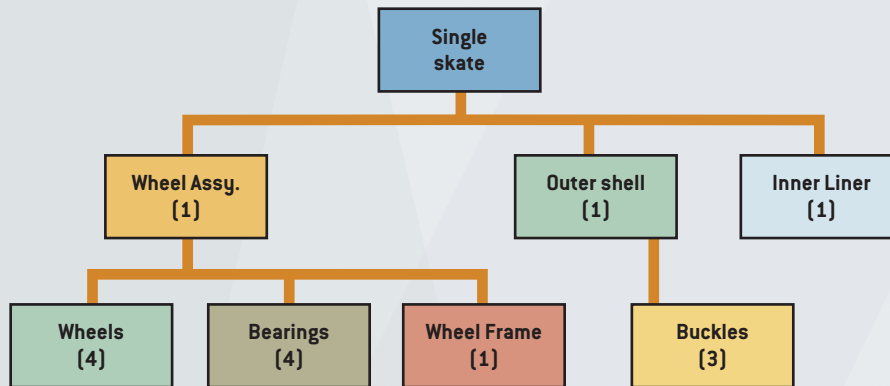 Single
skate
Wheel Assy.
(1)
Outer shell
(1)
Inner Liner
(1)
Wheels
(4)
Bearings
(4)
Wheel Frame
(1)
Buckles
(3)